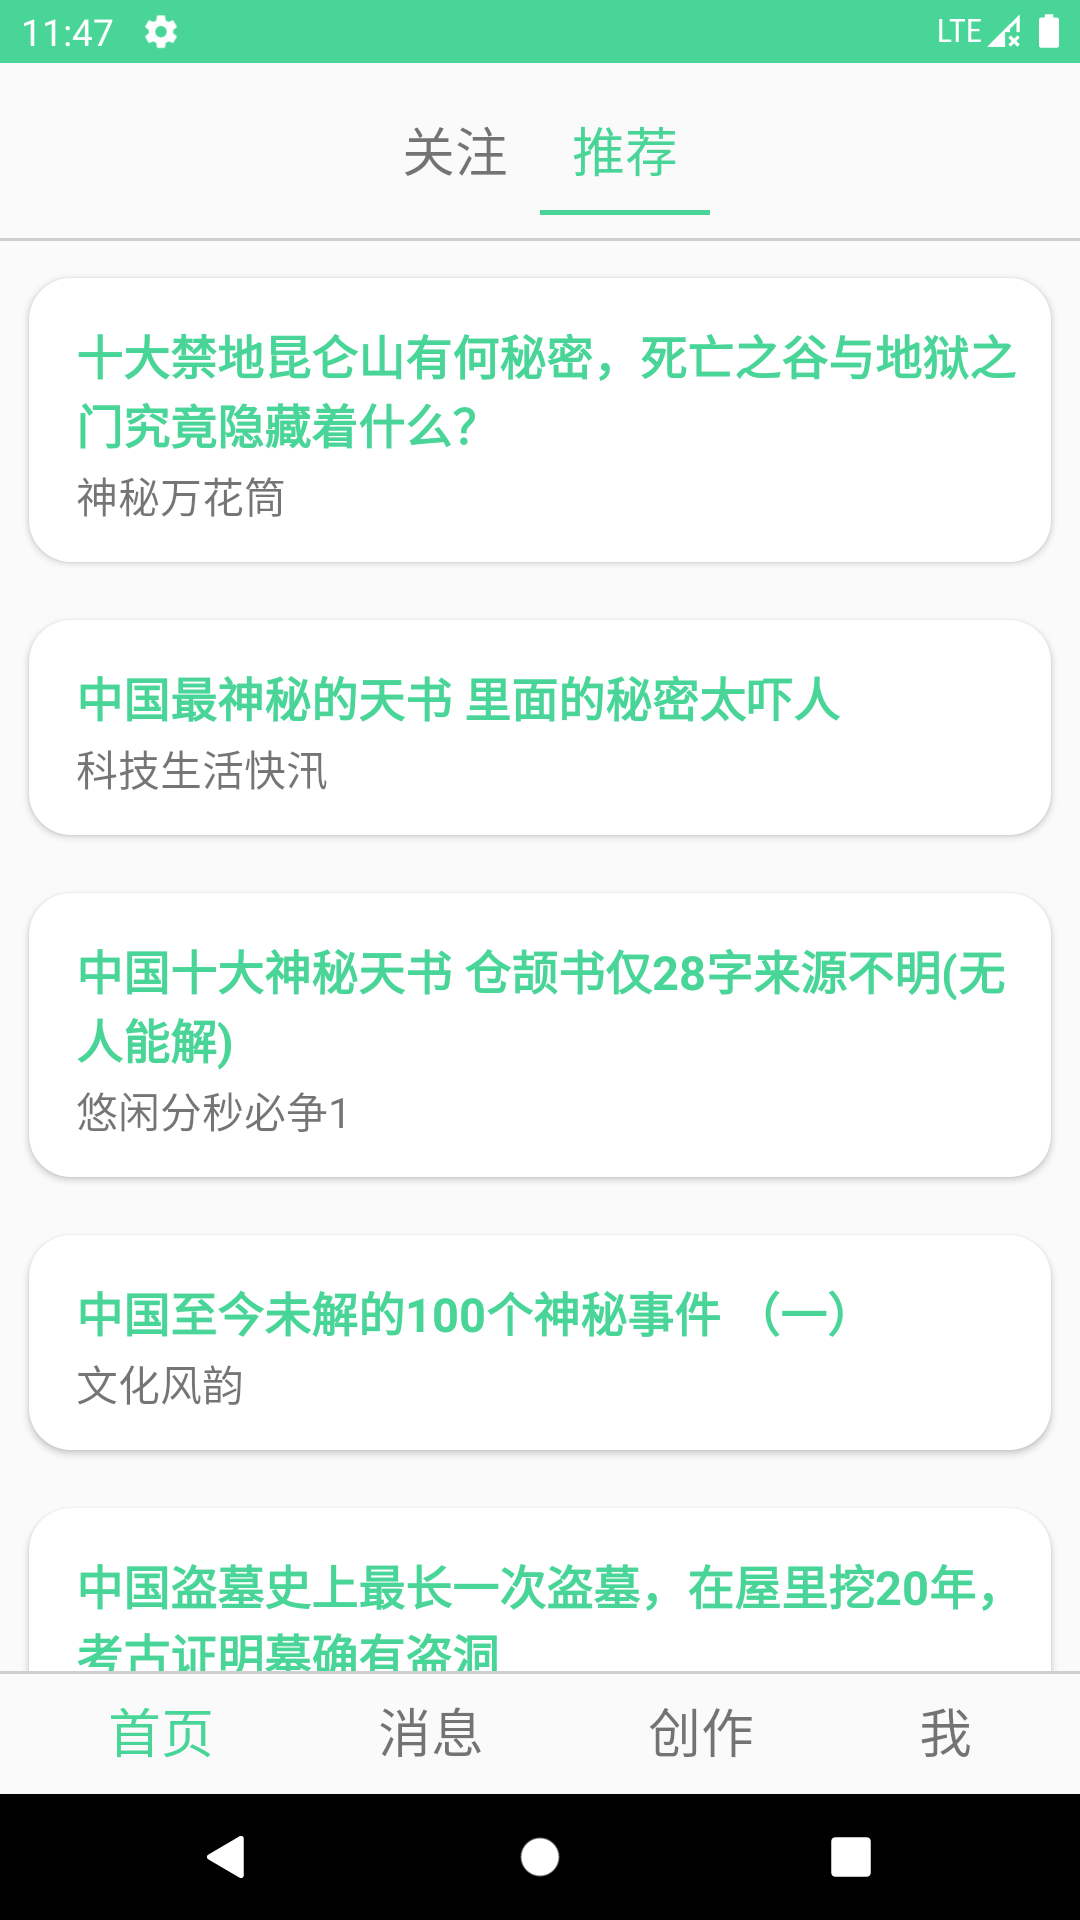 11:47
LTE
关注 推荐
十大禁地昆仑山有何秘密，死亡之谷与地狱之
门究竟隐藏着什么？
神秘万花筒
中国最神秘的天书 里面的秘密太吓人
科技生活快汛
中国十大神秘天书 仓颉书仅28字来源不明(无
人能解)
悠闲分秒必争1
中国至今未解的100个神秘事件 （一）
文化风韵
中国盗墓史上最长一次盗墓，在屋里挖20年，
考古证明墓确有盗洞
首页 消息 创作 我